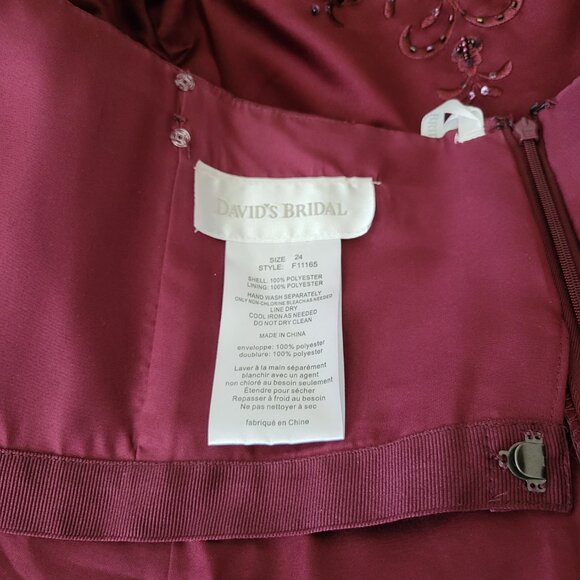 DAVID'S BRIDAL
SIZE 24
STYLE: F11165
SHELL: 100% POLYESTER
LINING: 100% POLYESTER
HAND WASH SEPARATELY
ONLY NON-CHLORINE BLEACH AS NEEDED
LINE DRY
COOL IRON AS NEEDED
DO NOT DRY CLEAN
MADE IN CHINA
enveloppe: 100% polyester
doublure: 100% polyester
Laver à la main séparément
blanchir avec un agent
non chloré au besoin seulement
Étendre pour sécher
Repasser à froid au besoin
Ne pas nettoyer à sec
fabriqué en Chine